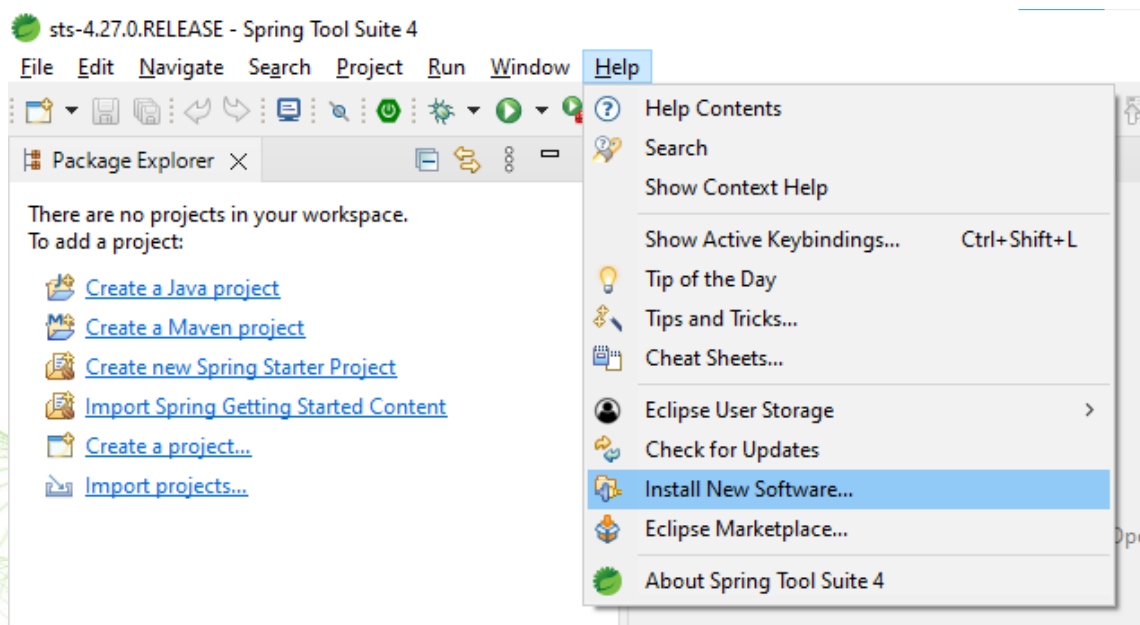 sts-4.27.0.RELEASE - Spring Tool Suite 4
File Edit Navigate Search Project Run Window Help
Package Explorer
There are no projects in your workspace.
To add a project:
Create a Java project
Create a Maven project
Create new Spring Starter Project
Import Spring Getting Started Content
Create a project...
Import projects...
Help Contents
Search
Show Context Help
Show Active Keybindings... Ctrl+Shift+L
Tip of the Day
Tips and Tricks...
Cheat Sheets...
Eclipse User Storage
Check for Updates
Install New Software...
Eclipse Marketplace...
About Spring Tool Suite 4